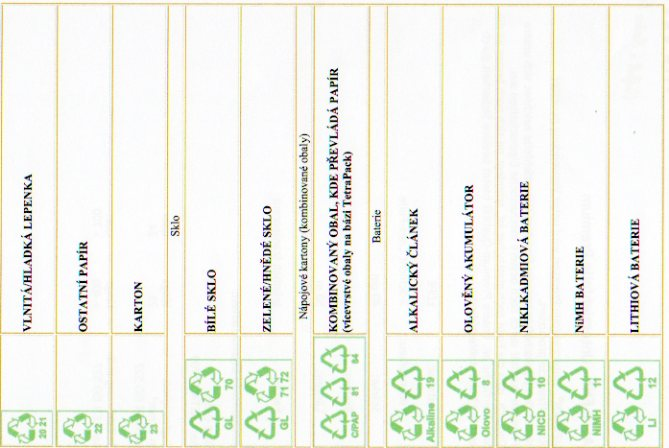 20 21
VLNITÁ/HLADKÁ LEPENKA
22
OSTATNÍ PAPÍR
23
KARTON
Sklo
GL 70
BÍLÉ SKLO
GL 71 72
ZELENÉ/HNĚDÉ SKLO
Nápojové kartony (kombinované obaly)
C/PAP 81 84
KOMBINOVANÝ OBAL, KDE PŘEVLÁDÁ PAPÍR
(vícevrstvé obaly na bázi TetraPack)
Baterie
Alkaline 19
ALKALICKÝ ČLÁNEK
Olovo 8
OLOVĚNÝ AKUMULÁTOR
NICD 10
NIKLKADMIOVÁ BATERIE
NIMH 11
NiMH BATERIE
LI 12
LITHIOVÁ BATERIE